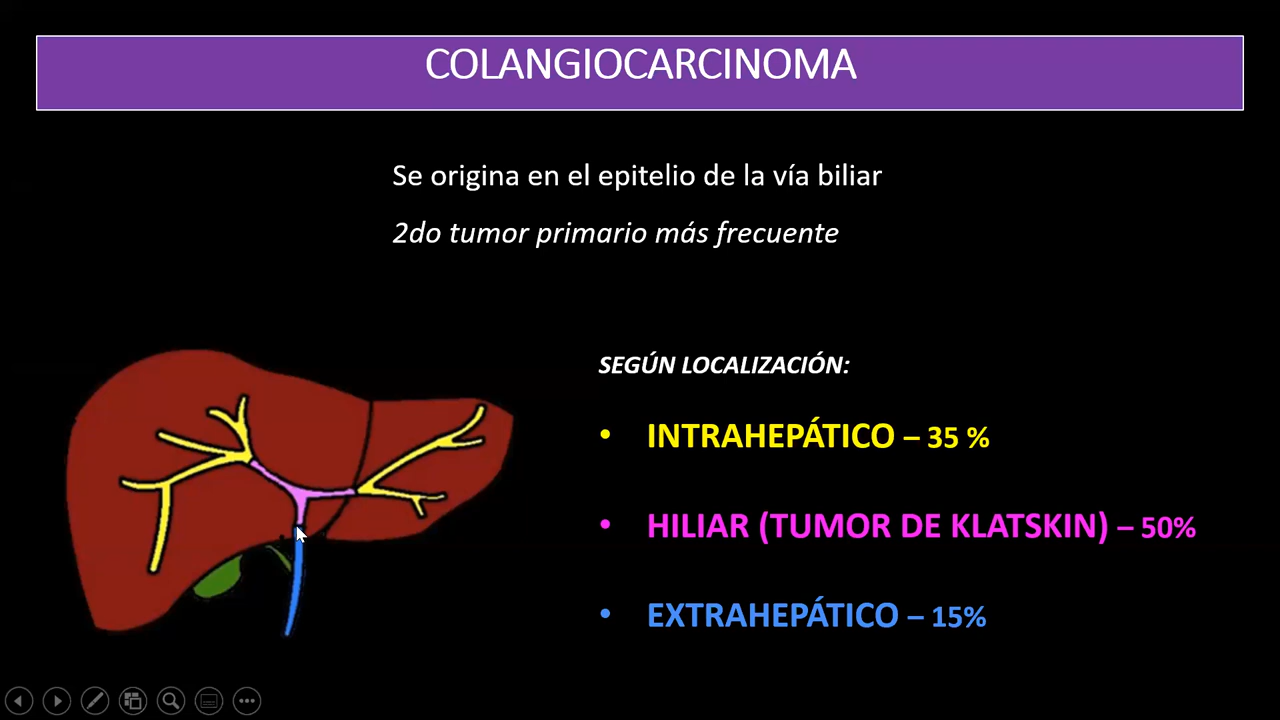 COLANGIOCARCINOMA
Se origina en el epitelio de la vía biliar
2do tumor primario más frecuente
SEGÚN LOCALIZACIÓN:
• INTRAHEPÁTICO – 35 %
• HILIAR (TUMOR DE KLATSKIN) – 50%
• EXTRAHEPÁTICO – 15%